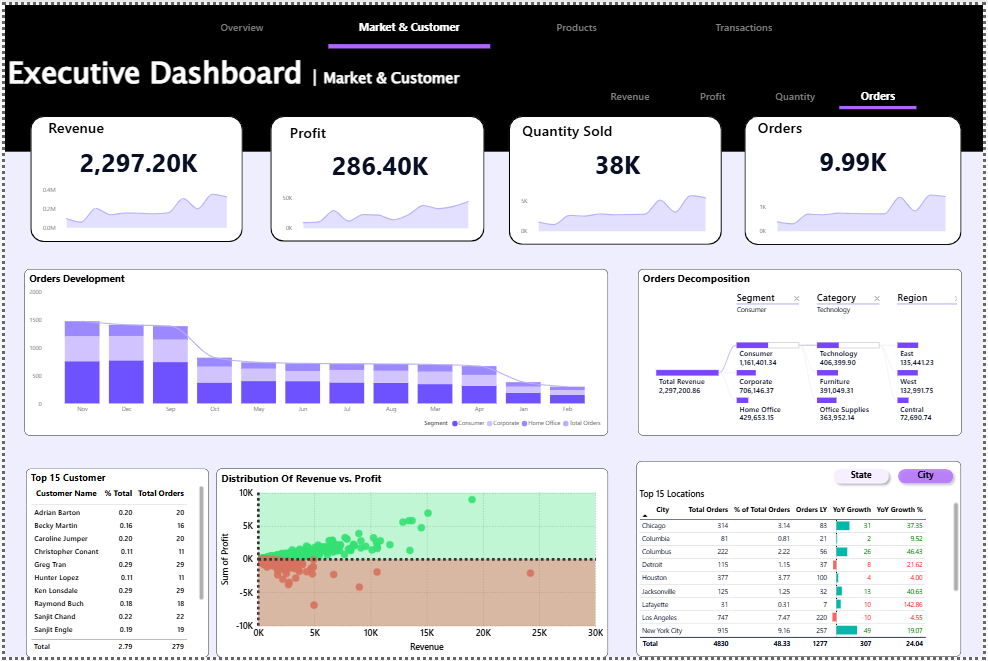 Overview Market & Customer Products Transactions
Executive Dashboard | Market & Customer
Revenue Profit Quantity Orders
Revenue
2,297.20K
0.4M
0.2M
0.0M
Profit
286.40K
50K
0K
Quantity Sold
38K
5K
0K
Orders
9.99K
1K
0K
Orders Development
2000
1500
1000
500
0
Nov Dec Sep Oct May Jun Jul Aug Mar Apr Jan Feb
Segment Consumer Corporate Home Office Total Orders
Orders Decomposition
Segment × Category × Region
Consumer Technology
Total Revenue
2,297,200.86
Consumer
1,161,401.34
Corporate
706,146.37
Home Office
429,653.15
Technology
406,399.90
Furniture
391,049.31
Office Supplies
363,952.14
East
135,441.23
West
132,991.75
Central
72,690.74
Top 15 Customer
Customer Name % Total Total Orders
Adrian Barton 0.20 20
Becky Martin 0.16 16
Caroline Jumper 0.20 20
Christopher Conant 0.11 11
Greg Tran 0.29 29
Hunter Lopez 0.11 11
Ken Lonsdale 0.29 29
Raymond Buch 0.18 18
Sanjit Chand 0.22 22
Sanjit Engle 0.19 19
Total 2.79 279
Distribution Of Revenue vs. Profit
Sum of Profit
10K
5K
0K
-5K
-10K
0K 5K 10K 15K 20K 25K 30K
Revenue
State City
Top 15 Locations
City Total Orders % of Total Orders Orders LY YoY Growth YoY Growth %
Chicago 314 3.14 83 31 37.35
Columbia 81 0.81 21 2 9.52
Columbus 222 2.22 56 26 46.43
Detroit 115 1.15 37 8 21.62
Houston 377 3.77 100 4 4.00
Jacksonville 125 1.25 32 13 40.63
Lafayette 31 0.31 7 10 142.86
Los Angeles 747 7.47 220 10 -4.55
New York City 915 9.16 257 49 19.07
Total 4830 48.33 1277 307 24.04